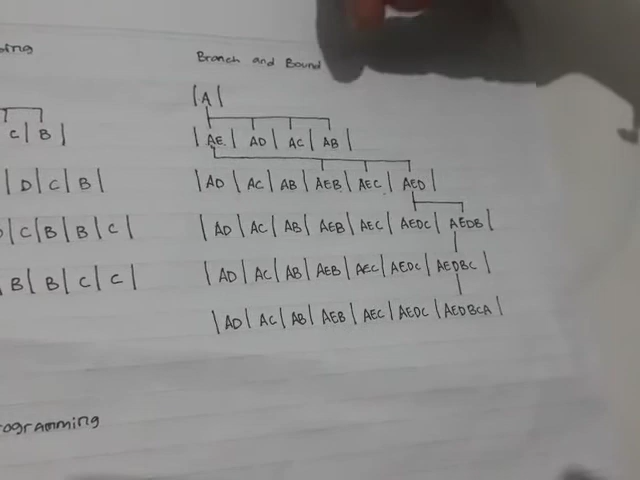 Branch and Bound
|A|
C|B|
|AE|AD|AC|AB|
|D|C|B|
|AD|AC|AB|AEB|AEC|AED|
|C|B|B|C|
|AD|AC|AB|AEB|AEC|AEDC|AEDB|
B|B|C|C|
|AD|AC|AB|AEB|AEC|AEDC|AEDBC|
|AD|AC|AB|AEB|AEC|AEDC|AEDBCA|
ogramming